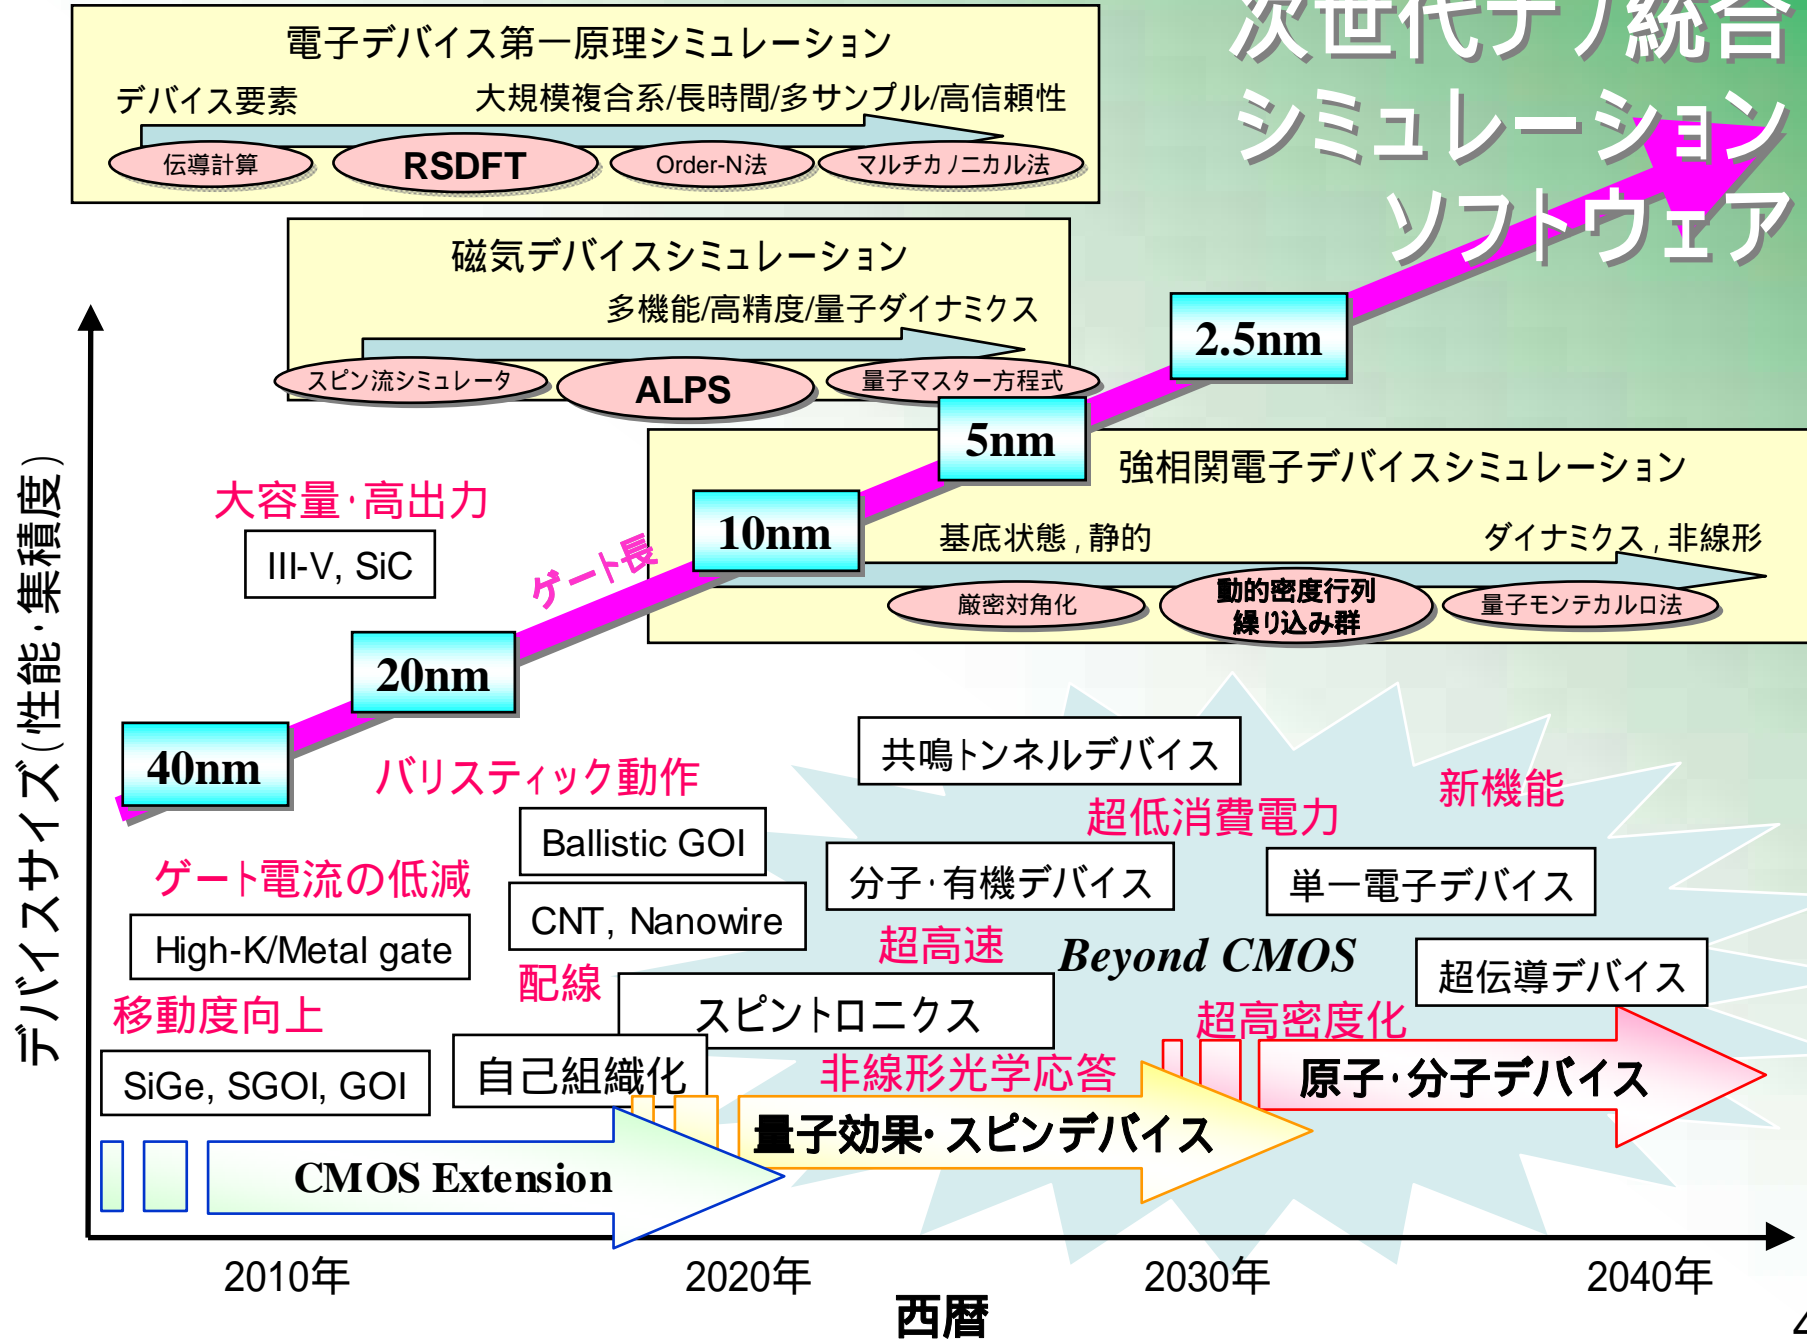 次世代ナノ統合
シミュレーション
ソフトウェア
電子デバイス第一原理シミュレーション
デバイス要素
大規模複合系/長時間/多サンプル/高信頼性
伝導計算
RSDFT
Order-N法
マルチカノニカル法
磁気デバイスシミュレーション
多機能/高精度/量子ダイナミクス
スピン流シミュレータ
ALPS
量子マスター方程式
強相関電子デバイスシミュレーション
基底状態,静的
ダイナミクス,非線形
厳密対角化
動的密度行列
繰り込み群
量子モンテカルロ法
2.5nm
5nm
10nm
20nm
40nm
ゲート長
デバイスサイズ(性能・集積度)
大容量・高出力
III-V, SiC
バリスティック動作
Ballistic GOI
CNT, Nanowire
ゲート電流の低減
High-K/Metal gate
配線
移動度向上
SiGe, SGOI, GOI
自己組織化
スピントロニクス
共鳴トンネルデバイス
超低消費電力
新機能
分子・有機デバイス
単一電子デバイス
超高速
Beyond CMOS
超伝導デバイス
超高密度化
非線形光学応答
原子・分子デバイス
量子効果・スピンデバイス
CMOS Extension
2010年
2020年
2030年
2040年
西暦
4